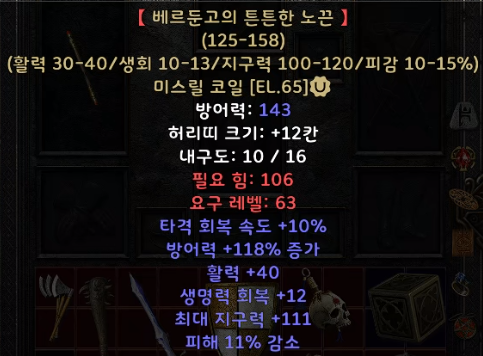 【 베르둔고의 튼튼한 노끈 】
(125-158)
(활력 30-40/생회 10-13/지구력 100-120/피감 10-15%)
미스릴 코일 [EL.65]
방어력: 143
허리띠 크기: +12칸
내구도: 10 / 16
필요 힘: 106
요구 레벨: 63
타격 회복 속도 +10%
방어력 +118% 증가
활력 +40
생명력 회복 +12
최대 지구력 +111
피해 11% 감소